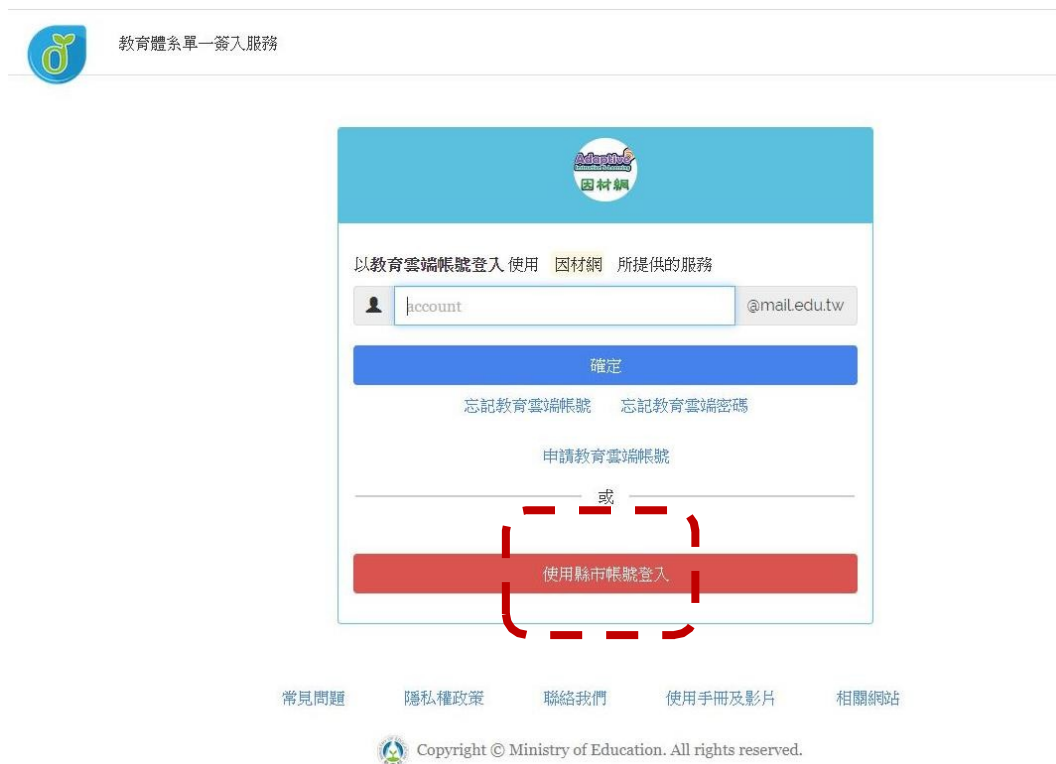 教育體系單一簽入服務
Adaptive
因材網
以教育雲端帳號登入 使用 因材網 所提供的服務
account @mail.edu.tw
確定
忘記教育雲端帳號 忘記教育雲端密碼
申請教育雲端帳號
或
使用縣市帳號登入
常見問題 隱私權政策 聯絡我們 使用手冊及影片 相關網站
Copyright © Ministry of Education. All rights reserved.